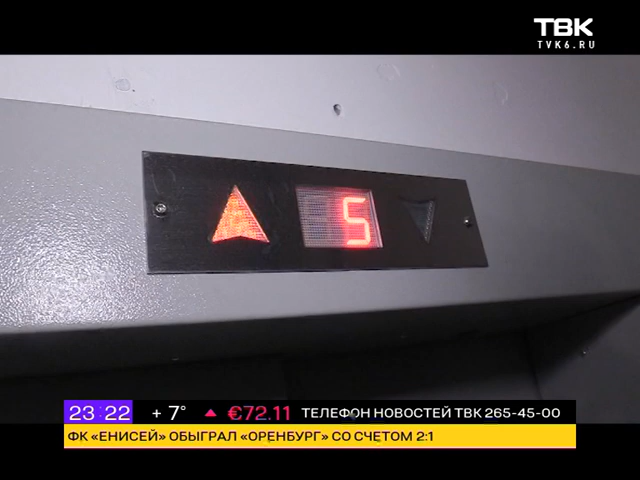 ТВК
TVK6.RU
5
23:22 + 7° €72.11 ТЕЛЕФОН НОВОСТЕЙ ТВК 265-45-00
ФК «ЕНИСЕЙ» ОБЫГРАЛ «ОРЕНБУРГ» СО СЧЕТОМ 2:1